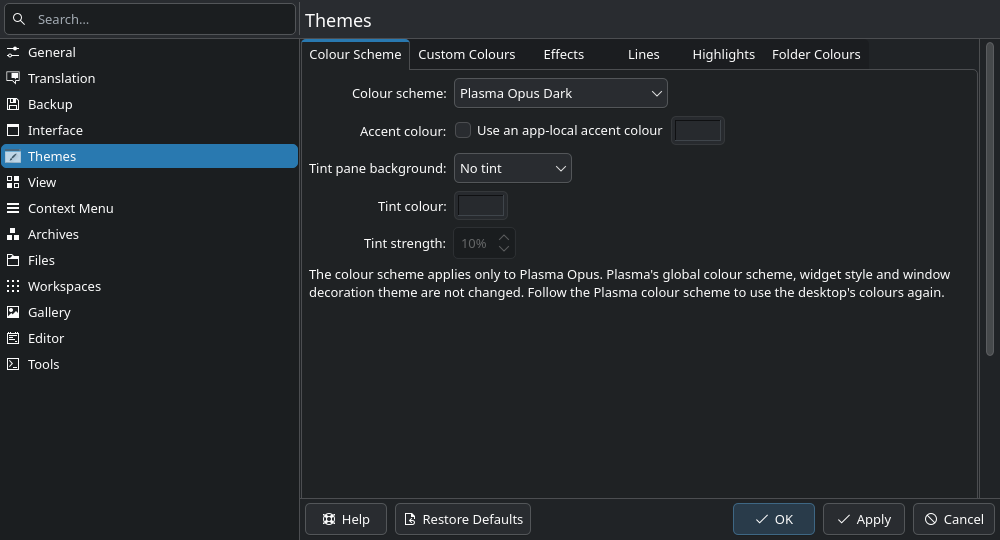 Search...
Themes
General
Translation
Backup
Interface
Themes
View
Context Menu
Archives
Files
Workspaces
Gallery
Editor
Tools
Colour Scheme Custom Colours Effects Lines Highlights Folder Colours
Colour scheme: Plasma Opus Dark
Accent colour: Use an app-local accent colour
Tint pane background: No tint
Tint colour:
Tint strength: 10%
The colour scheme applies only to Plasma Opus. Plasma's global colour scheme, widget style and window
decoration theme are not changed. Follow the Plasma colour scheme to use the desktop's colours again.
Help Restore Defaults OK Apply Cancel